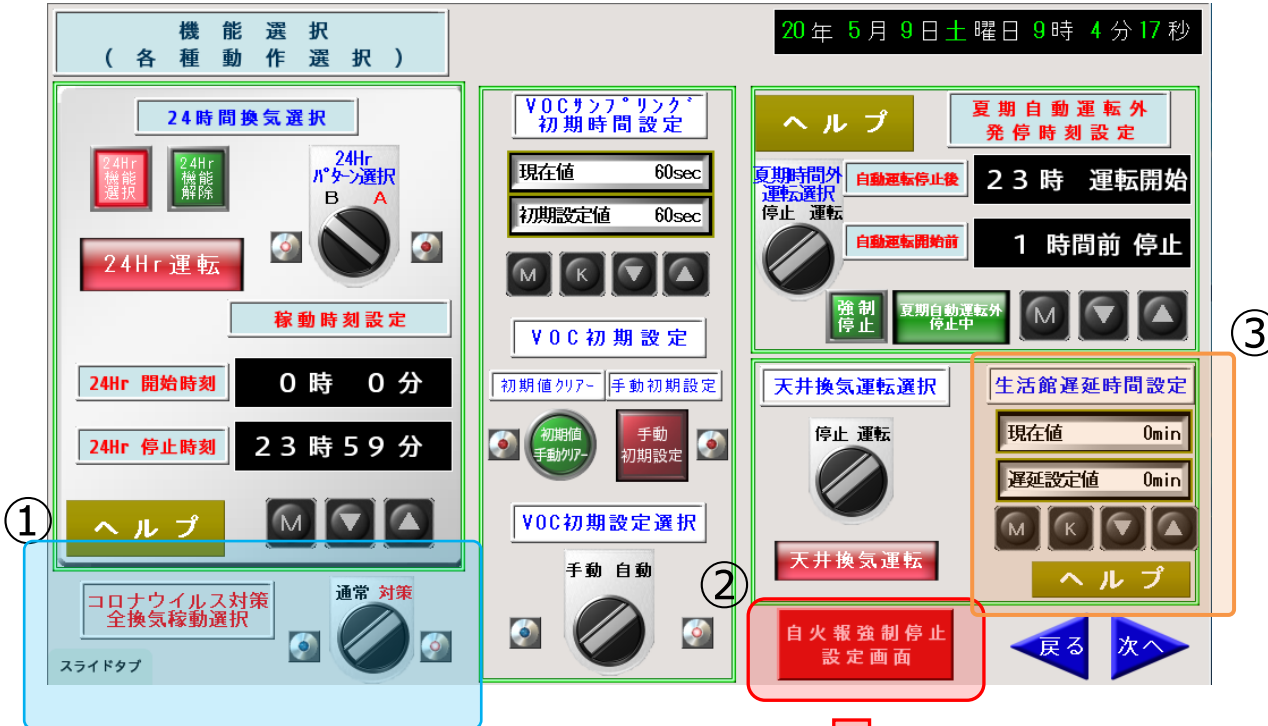 機能選択
(各種動作選択)
20年 5月 9日土曜日 9時 4分17秒
24時間換気選択
24Hr
機能
選択
24Hr
機能
解除
24Hr
パターン選択
B A
24Hr運転
稼動時刻設定
24Hr 開始時刻
0時 0分
24Hr 停止時刻
23時59分
①
ヘルプ
M
コロナウイルス対策
全換気稼動選択
通常 対策
スライドタブ
VOCサンプリング
初期時間設定
現在値 60sec
初期設定値 60sec
M K
VOC初期設定
初期値クリアー
手動初期設定
初期値
手動クリアー
手動
初期設定
VOC初期設定選択
手動 自動
ヘルプ
夏期自動運転外
発停時刻設定
夏期時間外
運転選択
停止 運転
自動運転停止後
23時 運転開始
自動運転開始前
1 時間前 停止
強制
停止
夏期自動運転外
停止中
M
③
天井換気運転選択
停止 運転
天井換気運転
生活館遅延時間設定
現在値 0min
遅延設定値 0min
M K
ヘルプ
②
自火報強制停止
設定画面
戻る
次へ